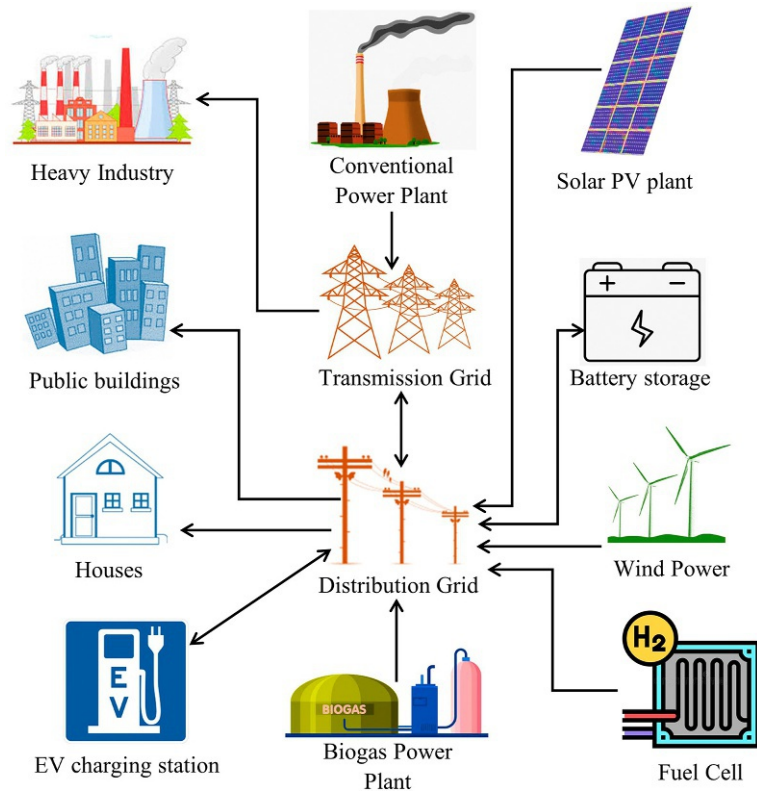 Heavy Industry
Conventional
Power Plant
Solar PV plant
Public buildings
Transmission Grid
+ -
Battery storage
Houses
Distribution Grid
Wind Power
E
V
EV charging station
BIOGAS
Biogas Power
Plant
H2
Fuel Cell